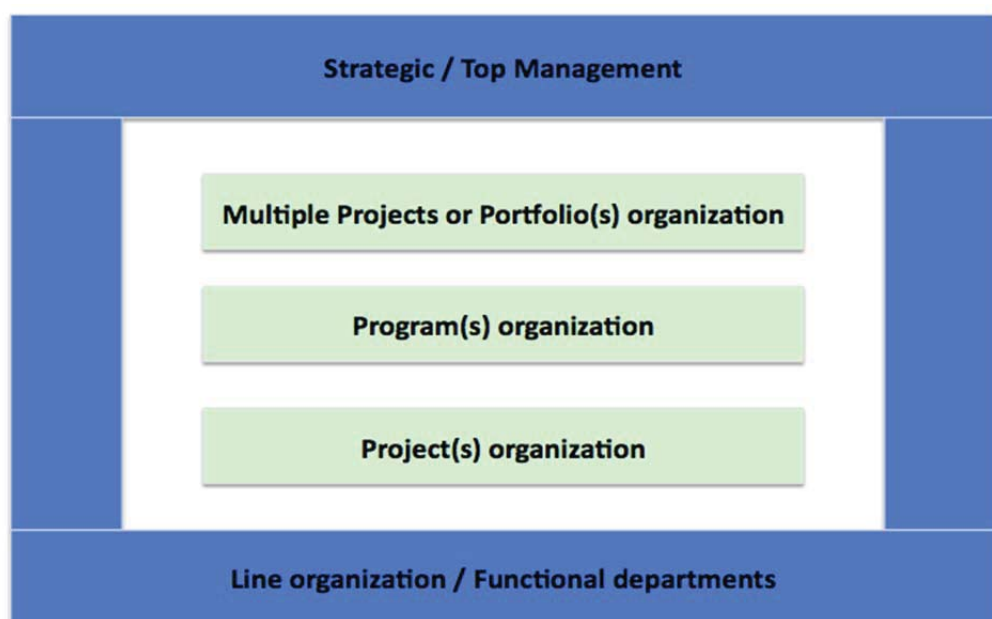 Strategic / Top Management
Multiple Projects or Portfolio(s) organization
Program(s) organization
Project(s) organization
Line organization / Functional departments